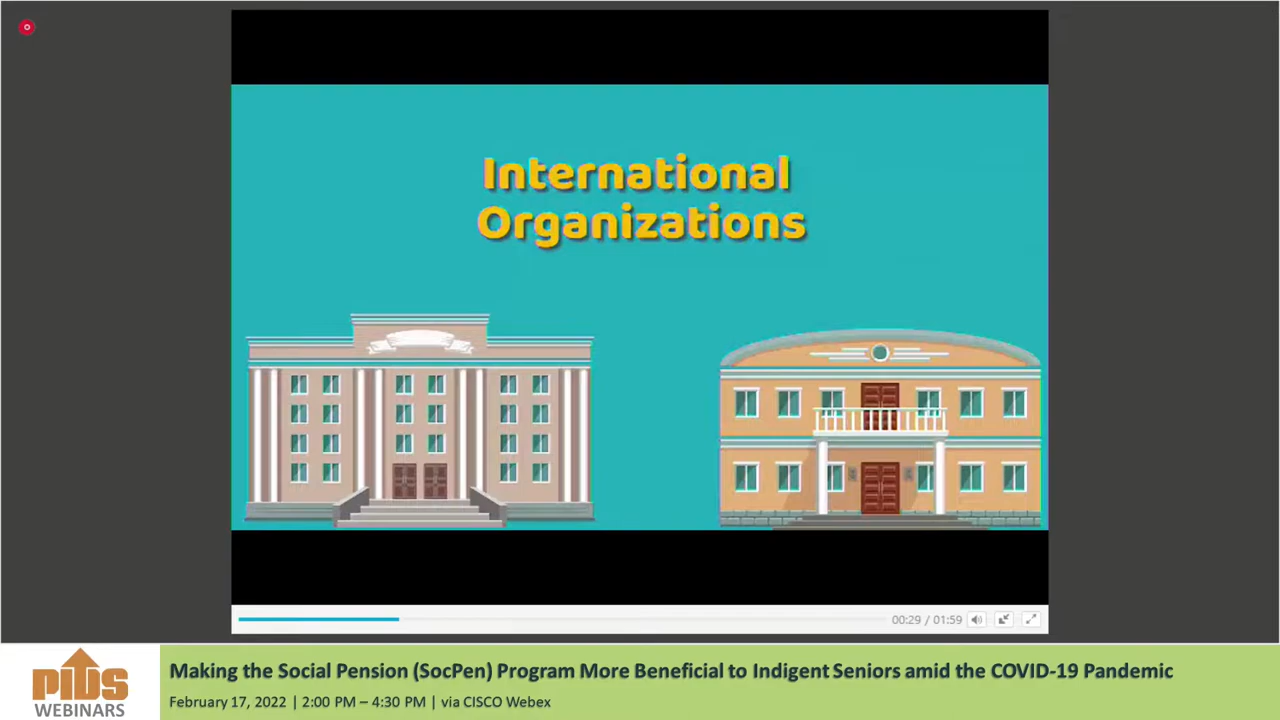 International
Organizations
00:29 / 01:59
PIDS
WEBINARS
Making the Social Pension (SocPen) Program More Beneficial to Indigent Seniors amid the COVID-19 Pandemic
February 17, 2022 | 2:00 PM – 4:30 PM | via CISCO Webex